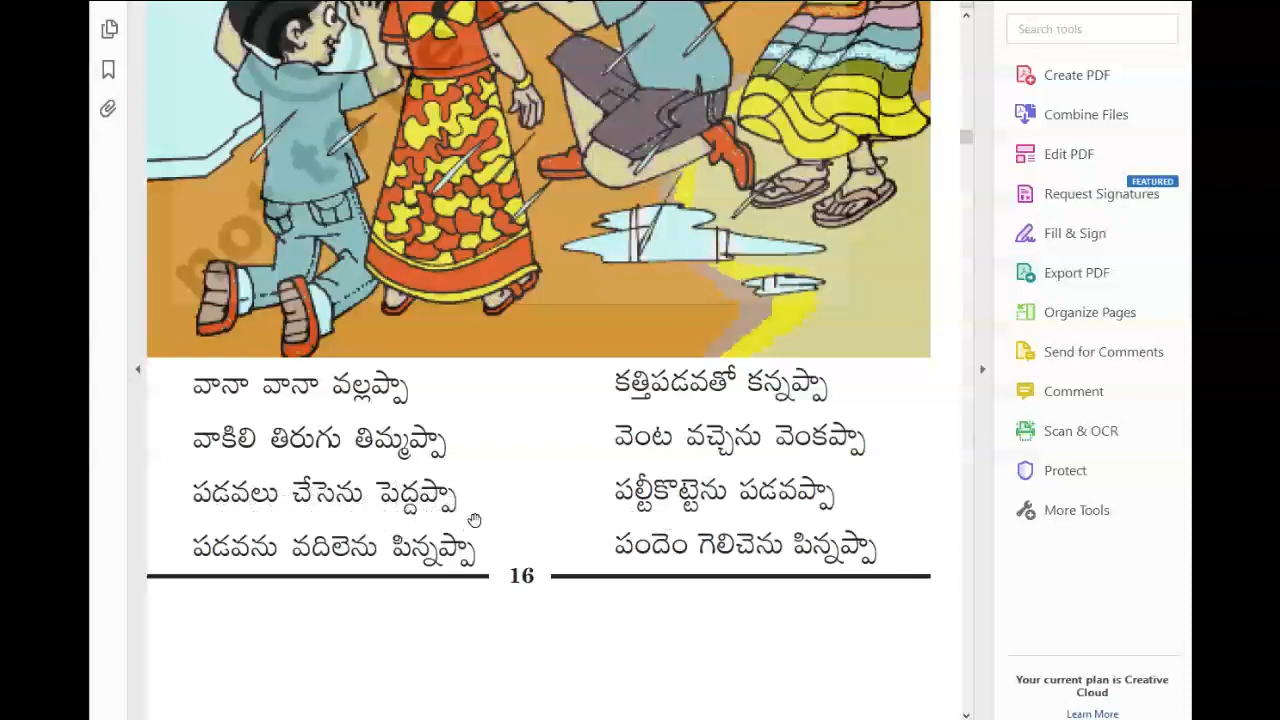 వానా వానా వల్లప్పా
వాకిలి తిరుగు తిమ్మప్పా
పడవలు చేసెను పెద్దప్పా
పడవను వదిలెను పిన్నప్పా
కత్తిపడవతో కన్నప్పా
వెంట వచ్చెను వెంకప్పా
పల్టీకొట్టెను పడవప్పా
పందెం గెలిచెను పిన్నప్పా
16
Search tools
Create PDF
Combine Files
Edit PDF
FEATURED
Request Signatures
Fill & Sign
Export PDF
Organize Pages
Send for Comments
Comment
Scan & OCR
Protect
More Tools
Your current plan is Creative
Cloud
Learn More